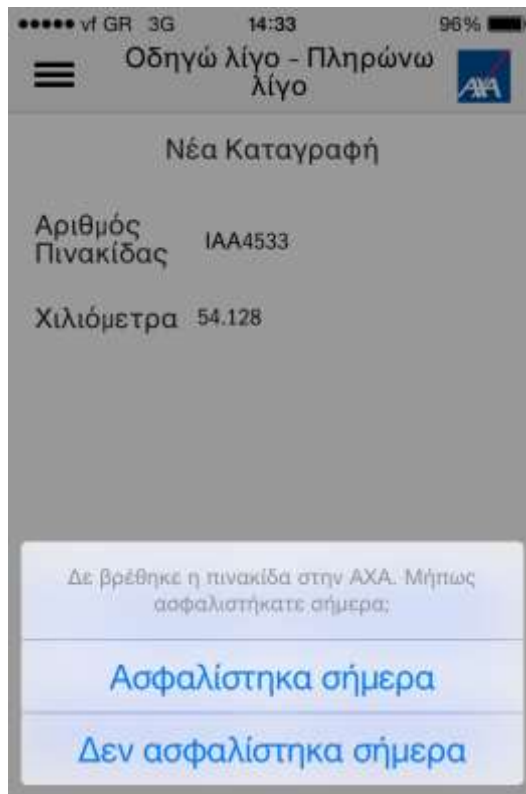 vf GR 3G 14:33 96%
Οδηγώ λίγο - Πληρώνω
λίγο
AXA
Νέα Καταγραφή
Αριθμός
Πινακίδας IAA4533
Χιλιόμετρα 54.128
Δε βρέθηκε η πινακίδα στην ΑΧΑ. Μήπως
ασφαλιστήκατε σήμερα;
Ασφαλίστηκα σήμερα
Δεν ασφαλίστηκα σήμερα